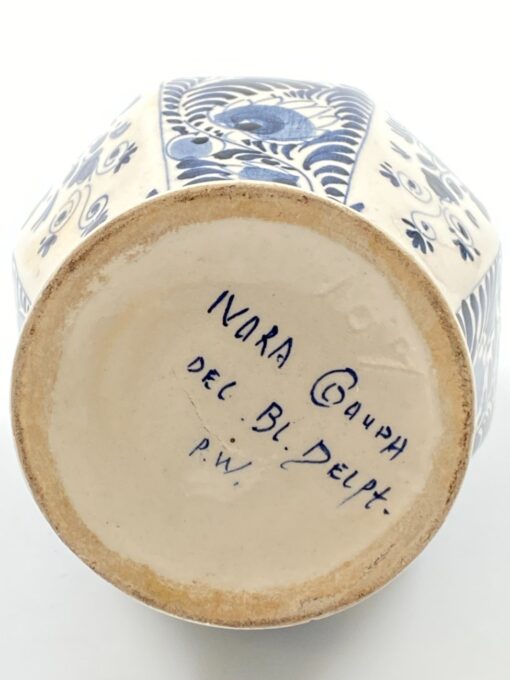 IVORA GOUDA
DEC. BL. DELFT.
P.W.